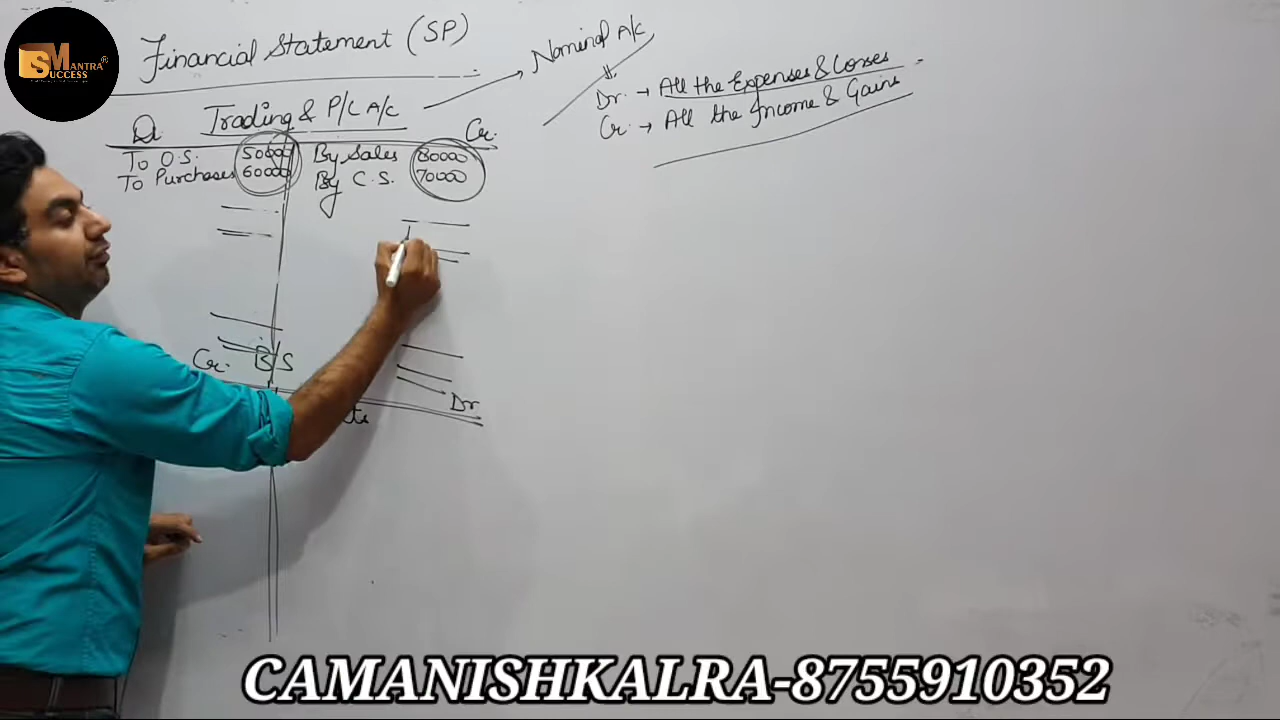 MANTRA®
SUCCESS
Financial Statement (SP)
Nominal A/c
Dr. → All the Expenses & Losses
Cr. → All the Income & Gains
Trading & P/L A/c
Dr. Cr.
To O.S. 50000 By Sales 80000
To Purchases 60000 By C.S. 70000
Cr. B/S
Dr
CAMANISHKALRA-8755910352